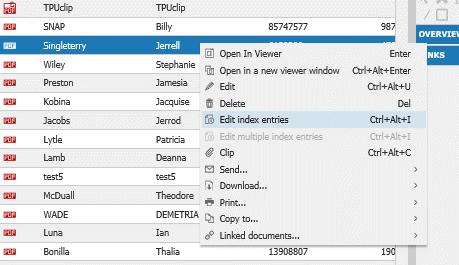 TPUclip TPUclip
SNAP Billy 85747577 987
Singleterry Jerrell
Wiley Stephanie
Preston Jamesia
Kobina Jacquise
Jacobs Jerrod
Lytle Patricia
Lamb Deanna
test5 test5
McDuall Theodore
WADE DEMETRIA
Luna Ian
Bonilla Thalia 13908807 190
Open In Viewer Enter
Open in a new viewer window Ctrl+Alt+Enter
Edit Ctrl+Alt+U
Delete Del
Edit index entries Ctrl+Alt+I
Edit multiple index entries Ctrl+Alt+I
Clip Ctrl+Alt+C
Send...
Download...
Print...
Copy to...
Linked documents...
OVERVIEW
NKS